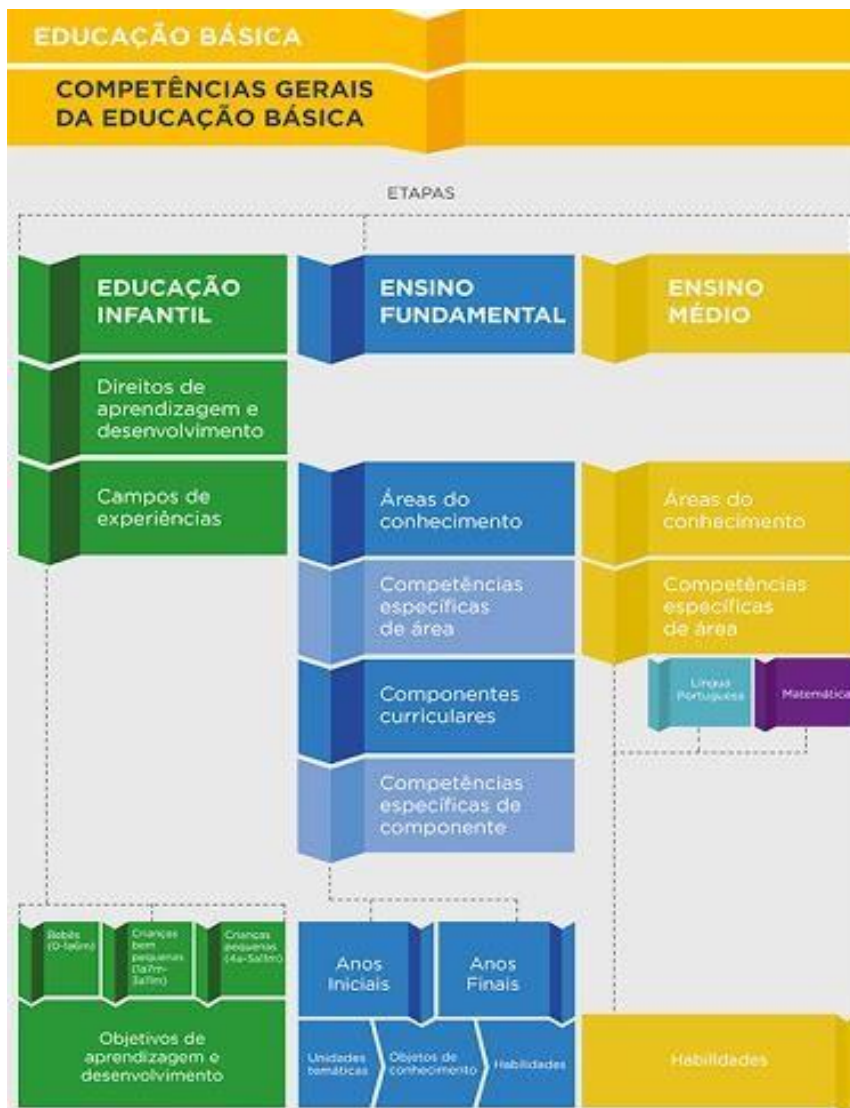 EDUCAÇÃO BÁSICA
COMPETÊNCIAS GERAIS
DA EDUCAÇÃO BÁSICA
ETAPAS
EDUCAÇÃO
INFANTIL
Direitos de
aprendizagem e
desenvolvimento
Campos de
experiências
Bebês
(0-1a6m)
Crianças
bem
pequenas
(1a7m-
3a11m)
Crianças
pequenas
(4a-5a11m)
Objetivos de
aprendizagem e
desenvolvimento
ENSINO
FUNDAMENTAL
Áreas do
conhecimento
Competências
específicas
de área
Componentes
curriculares
Competências
específicas de
componente
Anos
Iniciais
Anos
Finais
Unidades
temáticas
Objetos de
conhecimento
Habilidades
ENSINO
MÉDIO
Áreas do
conhecimento
Competências
específicas
de área
Língua
Portuguesa
Matemática
Habilidades